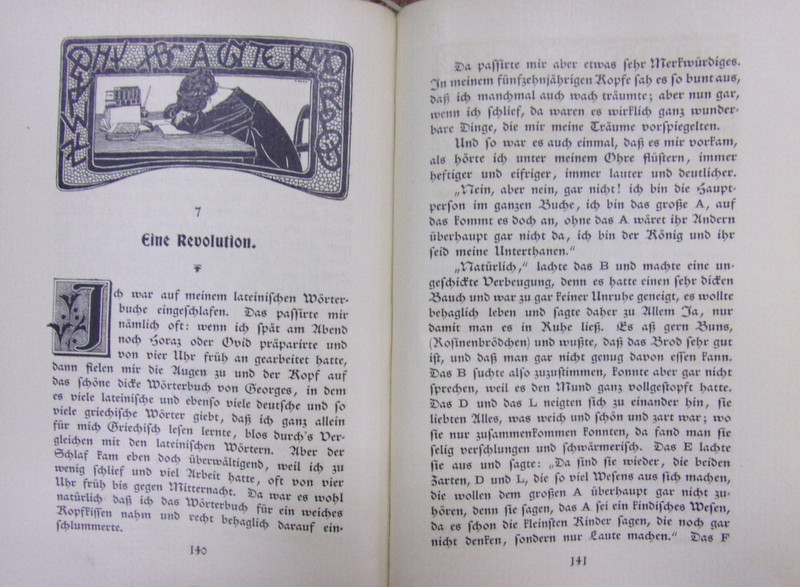 7
Eine Revolution.
Ich war auf meinem lateinischen Wörter-
buche eingeschlafen. Das passirte mir
nämlich oft: wenn ich spät am Abend
noch Horaz oder Ovid präparirte und
von vier Uhr früh an gearbeitet hatte,
dann fielen mir die Augen zu und der Kopf auf
das schöne dicke Wörterbuch von Georges, in dem
es viele lateinische und ebenso viele deutsche und so
viele griechische Wörter giebt, daß ich ganz allein
für mich Griechisch lesen lernte, blos durch's Ver-
gleichen mit den lateinischen Wörtern. Aber der
Schlaf kam eben doch überwältigend, weil ich zu
wenig schlief und viel Arbeit hatte, oft von vier
Uhr früh bis gegen Mitternacht. Da war es wohl
natürlich daß ich das Wörterbuch für ein weiches
Kopfkissen nahm und recht behaglich darauf ein-
schlummerte.
140
Da passirte mir aber etwas sehr Merkwürdiges.
In meinem fünfzehnjährigen Kopfe sah es so bunt aus,
daß ich manchmal auch wach träumte; aber nun gar,
wenn ich schlief, da waren es wirklich ganz wunder-
bare Dinge, die mir meine Träume vorspiegelten.
Und so war es auch einmal, daß es mir vorkam,
als hörte ich unter meinem Ohre flüstern, immer
heftiger und eifriger, immer lauter und deutlicher.
„Nein, aber nein, gar nicht! ich bin die Haupt-
person im ganzen Buche, ich bin das große A, auf
das kommt es doch an, ohne das A wäret ihr Andern
überhaupt gar nicht da, ich bin der König und ihr
seid meine Unterthanen.“
„Natürlich,“ lachte das B und machte eine un-
geschickte Verbeugung, denn es hatte einen sehr dicken
Bauch und war zu gar keiner Unruhe geneigt, es wollte
behaglich leben und sagte daher zu Allem Ja, nur
damit man es in Ruhe ließ. Es aß gern Buns,
(Rosinenbrödchen) und wußte, daß das Brod sehr gut
ist, und daß man gar nicht genug davon essen kann.
Das B suchte also zuzustimmen, konnte aber gar nicht
sprechen, weil es den Mund ganz vollgestopft hatte.
Das D und das L neigten sich zu einander hin, sie
liebten Alles, was weich und schön und zart war; wo
sie nur zusammenkommen konnten, da fand man sie
selig verschlungen und schwärmerisch. Das E lachte
sie aus und sagte: „Da sind sie wieder, die beiden
Zarten, D und L, die so viel Wesens aus sich machen,
die wollen dem großen A überhaupt gar nicht zu-
hören, denn sie sagen, das A sei ein kindisches Wesen,
da es schon die kleinsten Kinder sagen, die noch gar
nicht denken, sondern nur Laute machen.“ Das F
141